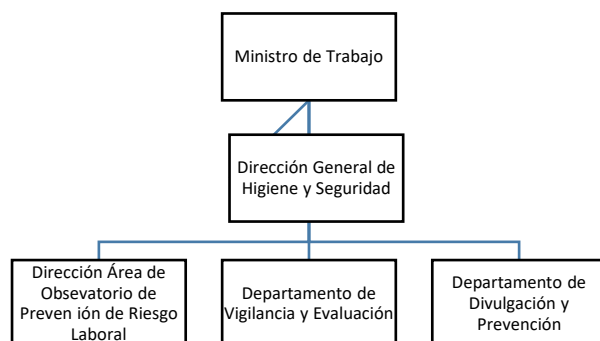 Ministro de Trabajo
Dirección General de
Higiene y Seguridad
Dirección Área de
Obsevatorio de
Preven ión de Riesgo
Laboral
Departamento de
Vigilancia y Evaluación
Departamento de
Divulgación y
Prevención